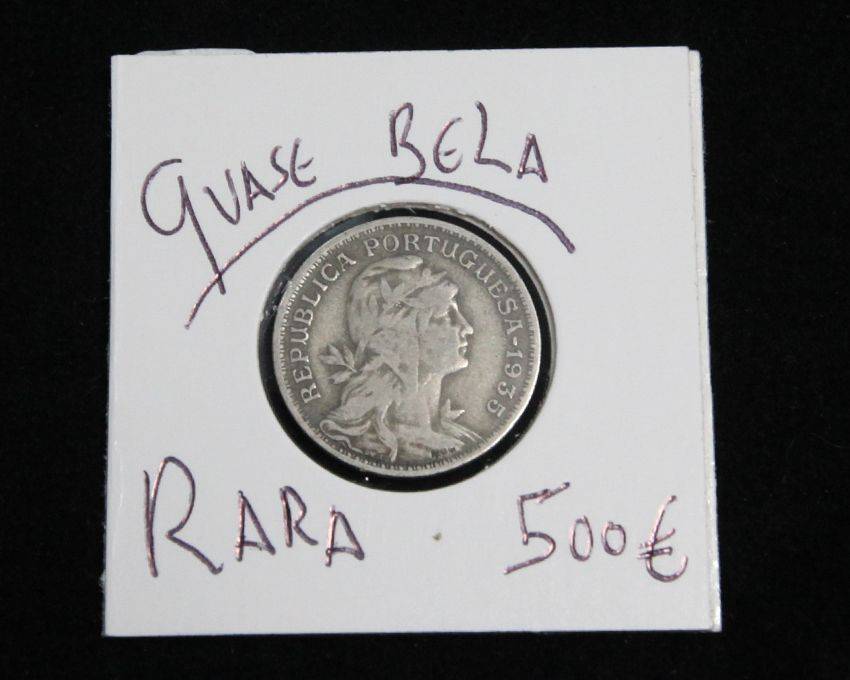 QUASE BELA
REPUBLICA PORTUGUESA-1935
RARA . 500€